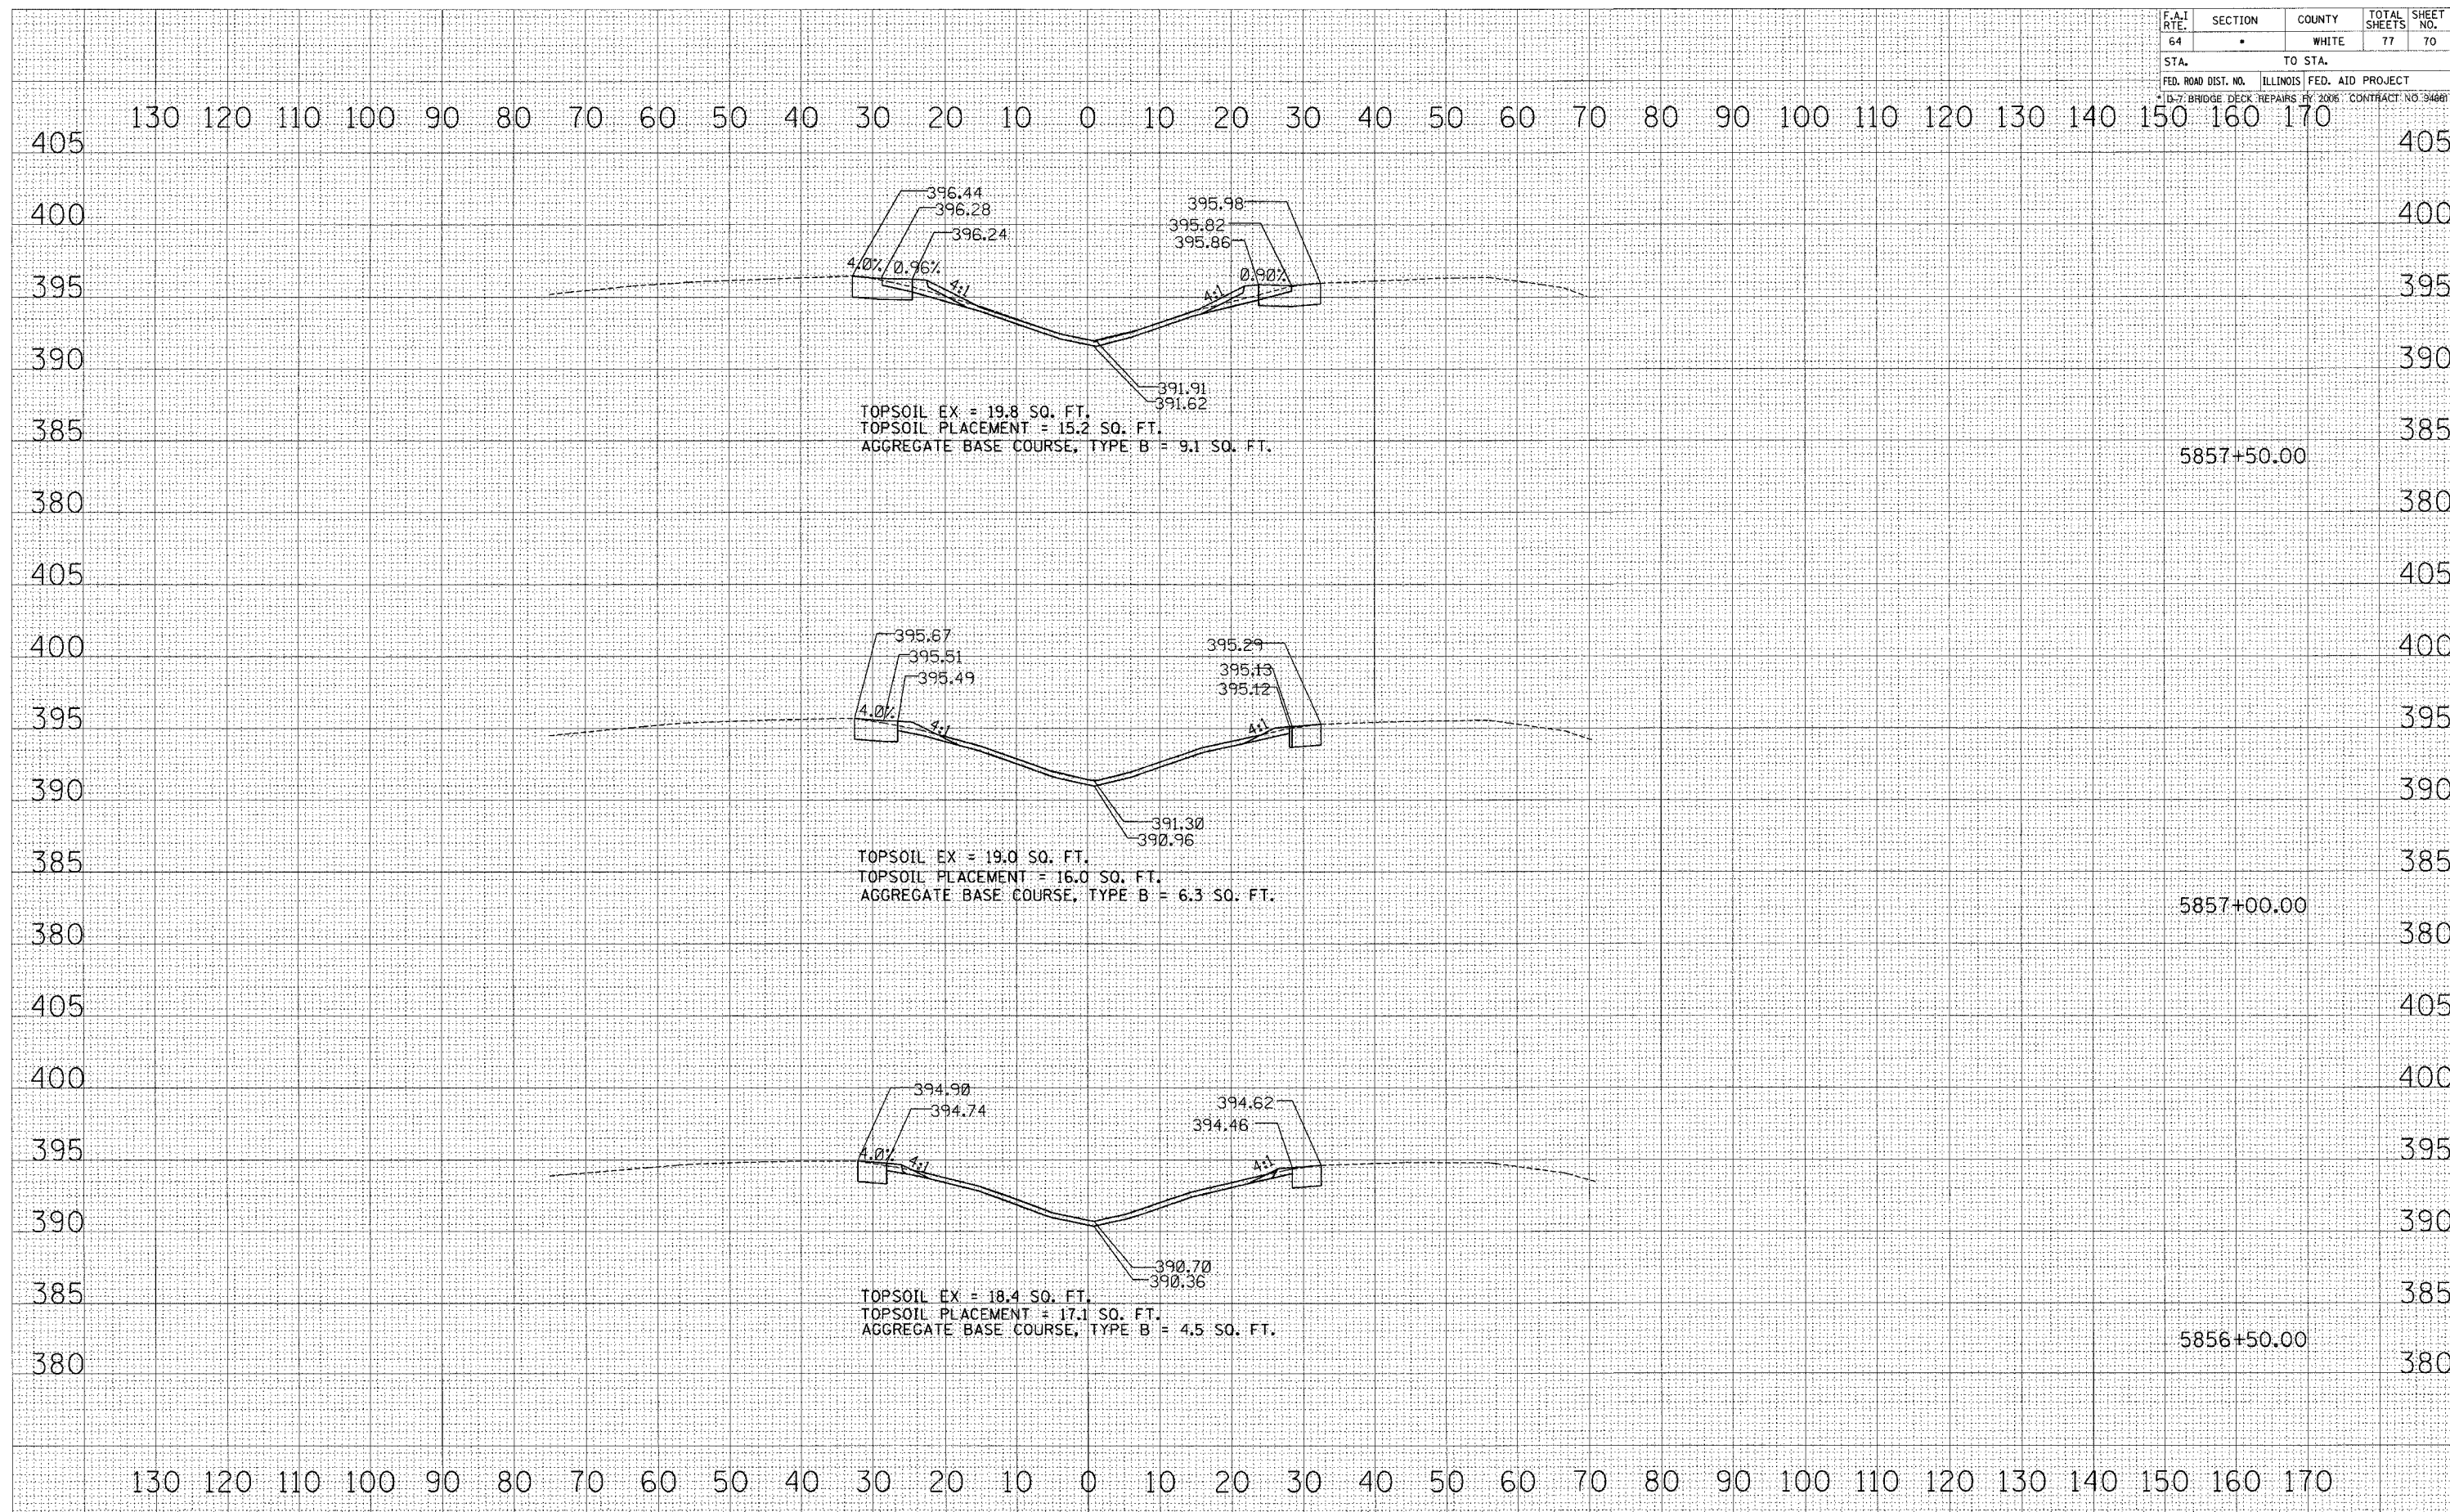 F.A.I RTE. SECTION COUNTY TOTAL SHEETS SHEET NO.
64 * WHITE 77 70
STA. TO STA.
FED. ROAD DIST. NO. ILLINOIS FED. AID PROJECT
* D-7 BRIDGE DECK REPAIRS FY 2006 CONTRACT NO.
130 120 110 100 90 80 70 60 50 40 30 20 10 0 10 20 30 40 50 60 70 80 90 100 110 120 130 140 150 160 170
405 405
396.44
396.28
396.24
395.98
395.82
395.86
400 400
4.0% 0.96% 4:1 4:1 0.90%
395 395
390 390
391.91
391.62
TOPSOIL EX = 19.8 SQ. FT.
TOPSOIL PLACEMENT = 15.2 SQ. FT.
AGGREGATE BASE COURSE, TYPE B = 9.1 SQ. FT.
385 385
5857+50.00
380 380
405 405
395.67
395.51
395.49
395.29
395.13
395.12
400 400
4.0% 4:1 4:1
395 395
390 390
391.30
390.96
TOPSOIL EX = 19.0 SQ. FT.
TOPSOIL PLACEMENT = 16.0 SQ. FT.
AGGREGATE BASE COURSE, TYPE B = 6.3 SQ. FT.
385 385
5857+00.00
380 380
405 405
400 400
394.90
394.74
394.62
394.46
4.0% 4:1 4:1
395 395
390 390
390.70
390.36
TOPSOIL EX = 18.4 SQ. FT.
TOPSOIL PLACEMENT = 17.1 SQ. FT.
AGGREGATE BASE COURSE, TYPE B = 4.5 SQ. FT.
385 385
5856+50.00
380 380
130 120 110 100 90 80 70 60 50 40 30 20 10 0 10 20 30 40 50 60 70 80 90 100 110 120 130 140 150 160 170